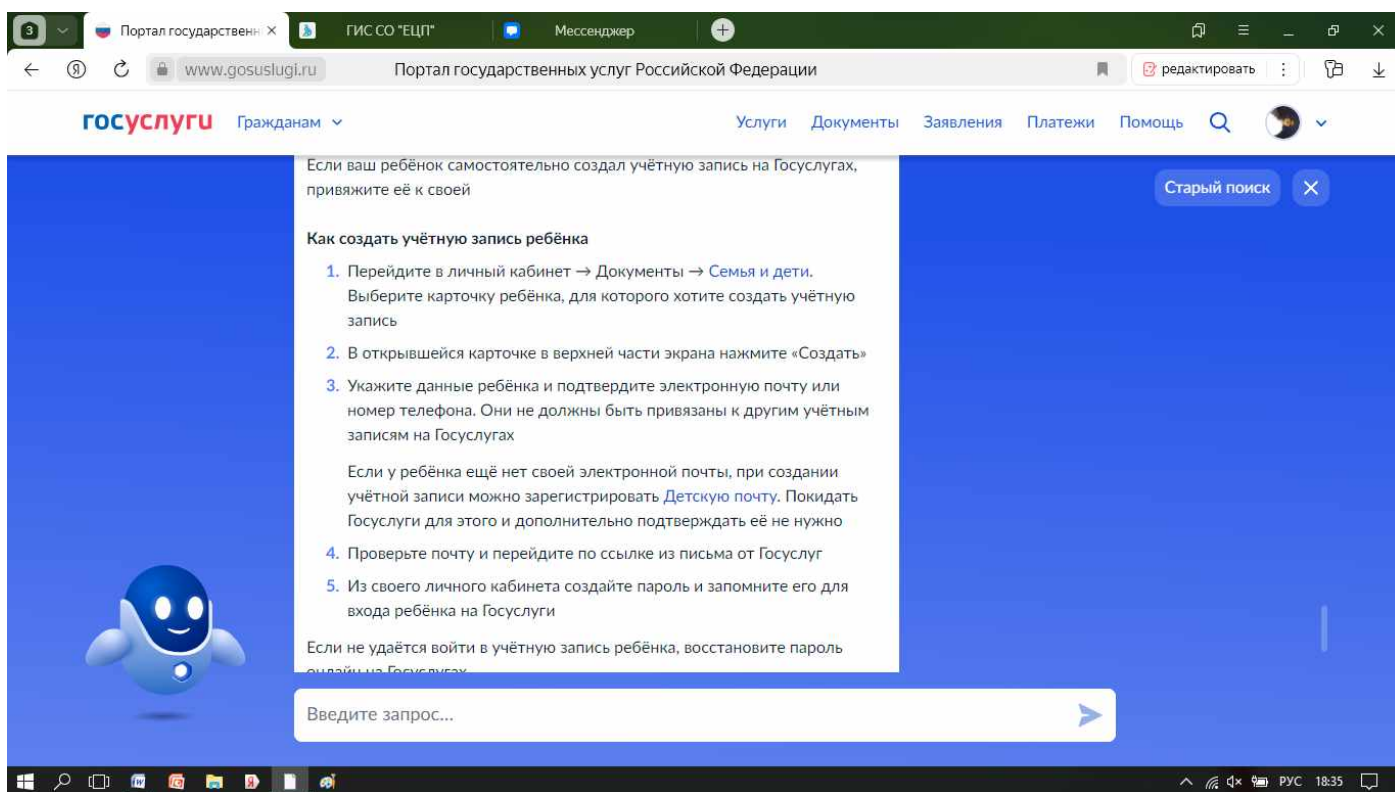 3
Портал государственн
ГИС СО "ЕЦП"
Мессенджер
www.gosuslugi.ru
Портал государственных услуг Российской Федерации
редактировать
госуслуги
Гражданам
Услуги
Документы
Заявления
Платежи
Помощь
Старый поиск
Если ваш ребёнок самостоятельно создал учётную запись на Госуслугах,
привяжите её к своей
Как создать учётную запись ребёнка
1. Перейдите в личный кабинет → Документы → Семья и дети.
Выберите карточку ребёнка, для которого хотите создать учётную
запись
2. В открывшейся карточке в верхней части экрана нажмите «Создать»
3. Укажите данные ребёнка и подтвердите электронную почту или
номер телефона. Они не должны быть привязаны к другим учётным
записям на Госуслугах
Если у ребёнка ещё нет своей электронной почты, при создании
учётной записи можно зарегистрировать Детскую почту. Покидать
Госуслуги для этого и дополнительно подтверждать её не нужно
4. Проверьте почту и перейдите по ссылке из письма от Госуслуг
5. Из своего личного кабинета создайте пароль и запомните его для
входа ребёнка на Госуслуги
Если не удаётся войти в учётную запись ребёнка, восстановите пароль
онлайн на Госуслугах
Введите запрос...
РУС
18:35